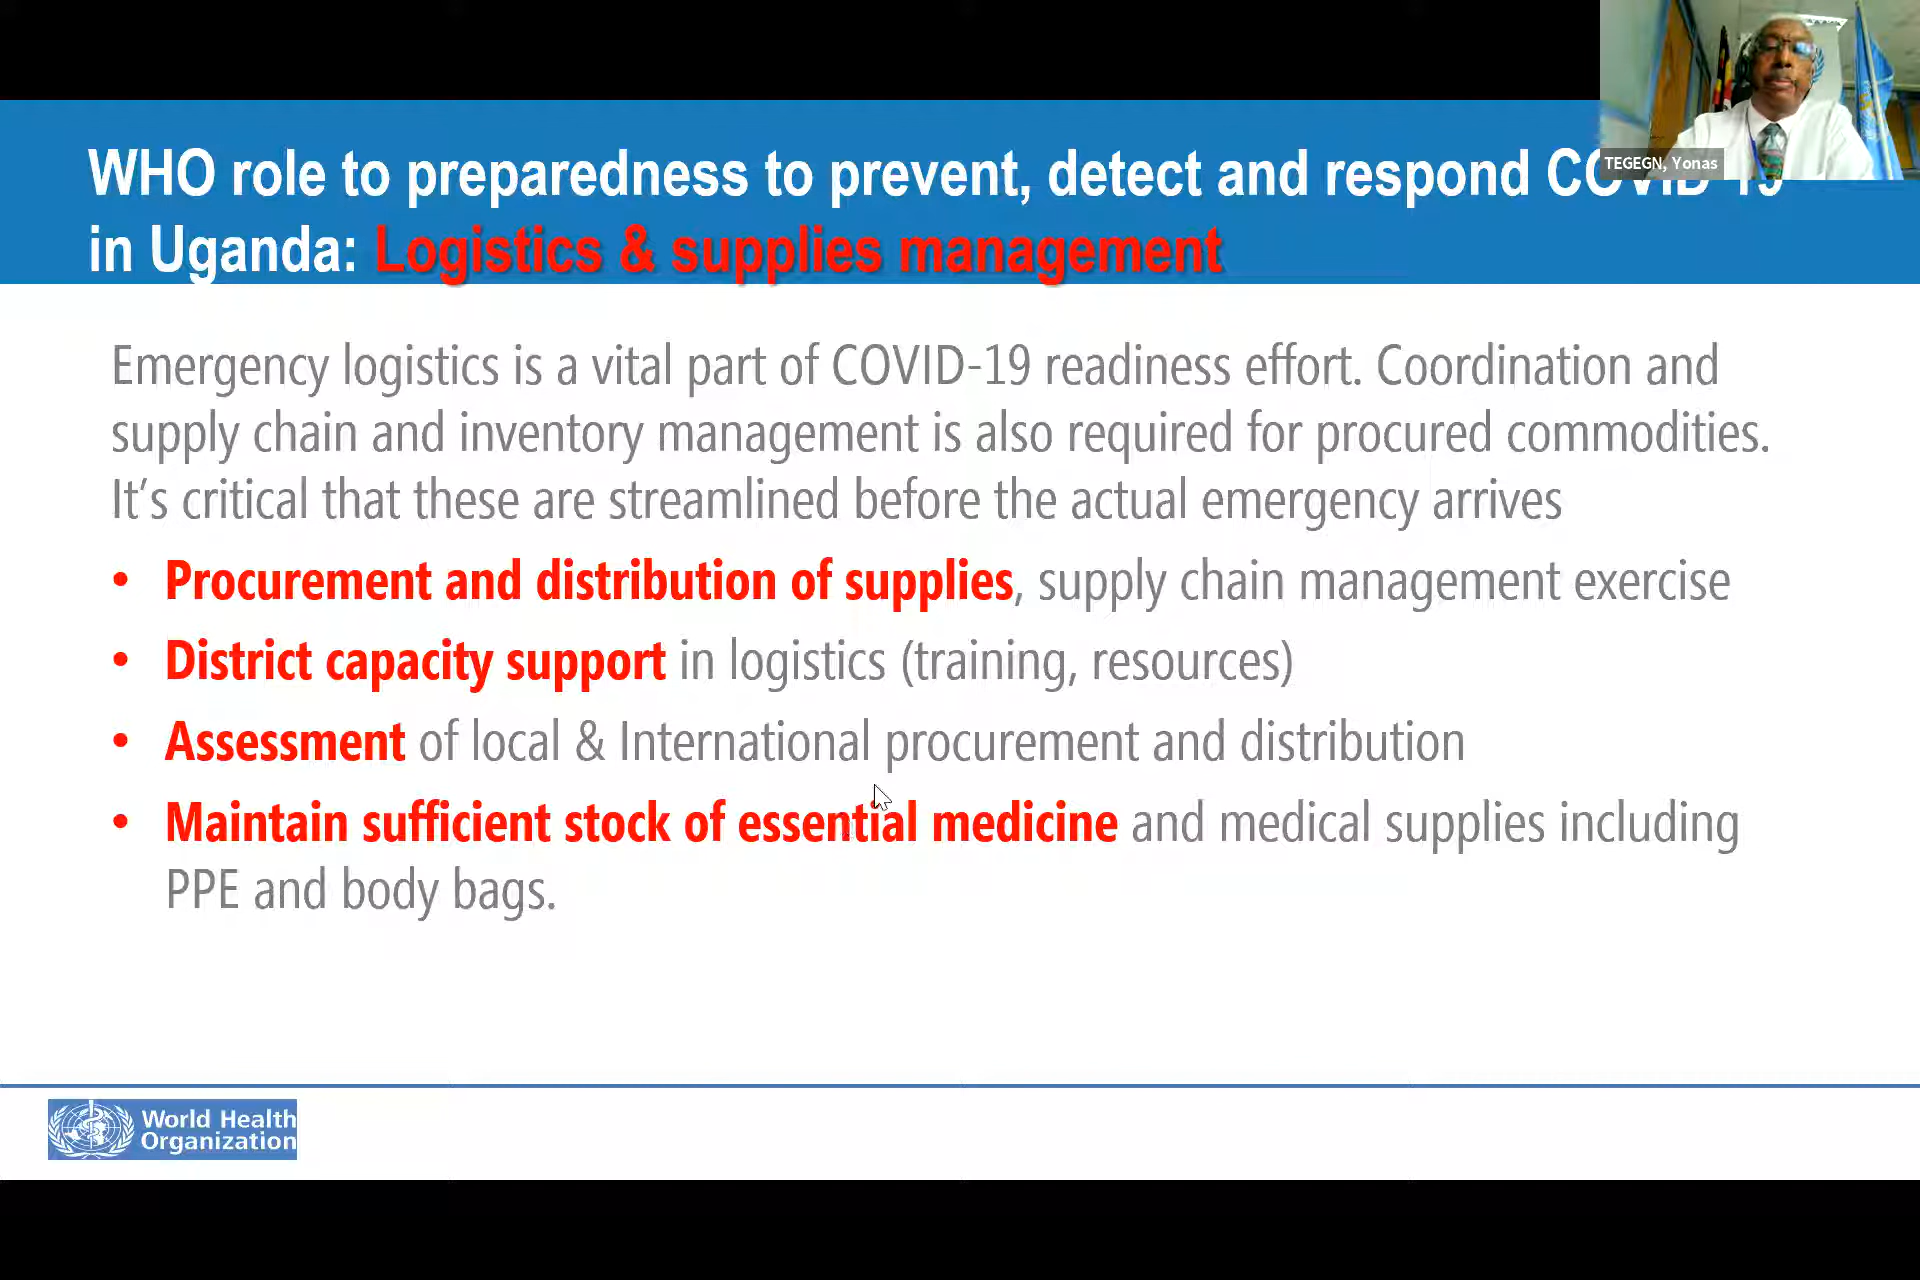 WHO role to preparedness to prevent, detect and respond COVID-19
in Uganda: Logistics & supplies management
TEGEGN, Yonas
Emergency logistics is a vital part of COVID-19 readiness effort. Coordination and
supply chain and inventory management is also required for procured commodities.
It’s critical that these are streamlined before the actual emergency arrives
• Procurement and distribution of supplies, supply chain management exercise
• District capacity support in logistics (training, resources)
• Assessment of local & International procurement and distribution
• Maintain sufficient stock of essential medicine and medical supplies including
PPE and body bags.
World Health
Organization